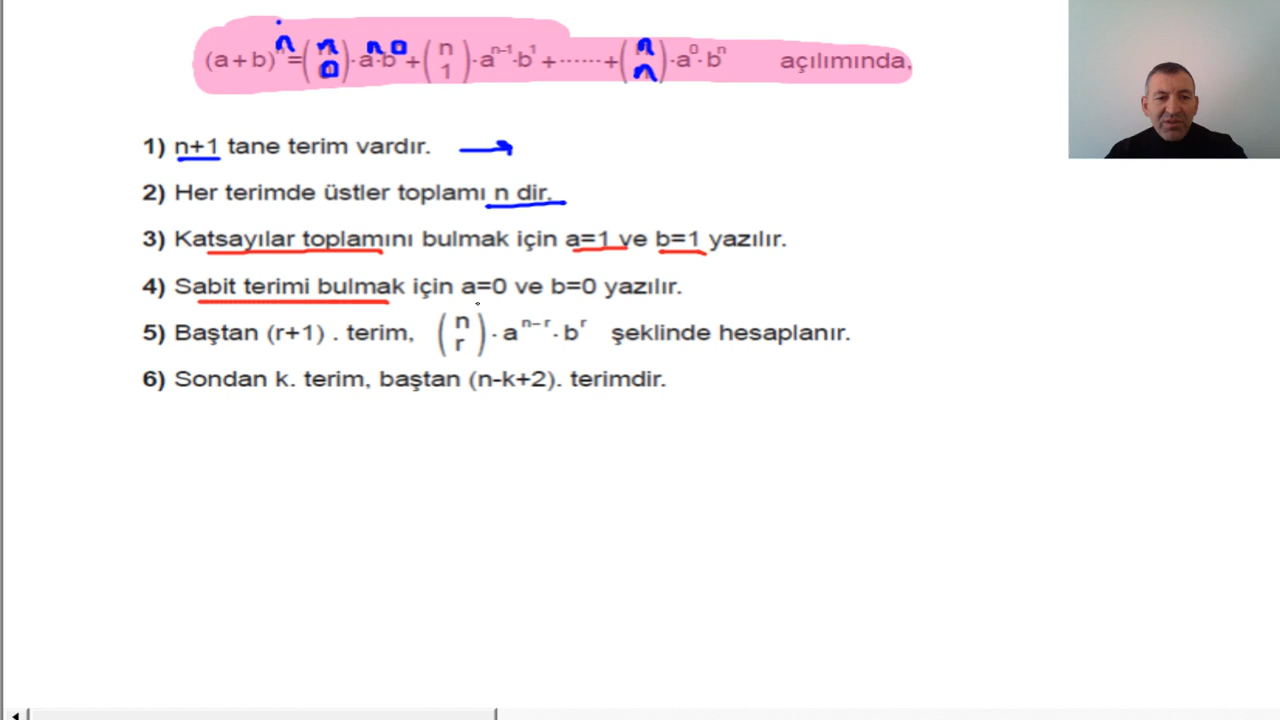 (a+b)ⁿ=(n 0)·aⁿ·b⁰+(n 1)·aⁿ⁻¹·b¹+······+(n n)·a⁰·bⁿ açılımında,
1) n+1 tane terim vardır.
2) Her terimde üstler toplamı n dir.
3) Katsayılar toplamını bulmak için a=1 ve b=1 yazılır.
4) Sabit terimi bulmak için a=0 ve b=0 yazılır.
5) Baştan (r+1) . terim, (n r)·aⁿ⁻ʳ·bʳ şeklinde hesaplanır.
6) Sondan k. terim, baştan (n-k+2). terimdir.